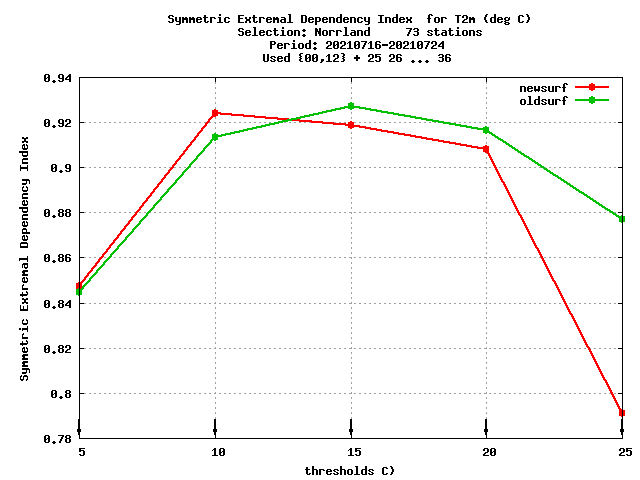 Symmetric Extremal Dependency Index  for T2m (deg C)
Selection: Norrland     73 stations
Period: 20210716-20210724
Used {00,12} + 25 26 ... 36
newsurf
oldsurf
Symmetric Extremal Dependency Index
0.94
0.92
0.9
0.88
0.86
0.84
0.82
0.8
0.78
5 10 15 20 25
thresholds C)